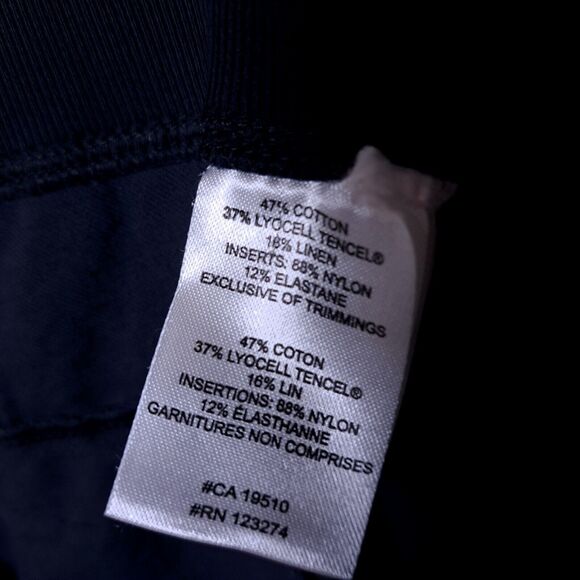 47% COTTON
37% LYOCELL TENCEL®
16% LINEN
INSERTS: 88% NYLON
12% ELASTANE
EXCLUSIVE OF TRIMMINGS
47% COTON
37% LYOCELL TENCEL®
16% LIN
INSERTIONS: 88% NYLON
12% ÉLASTHANNE
GARNITURES NON COMPRISES
#CA 19510
#RN 123274